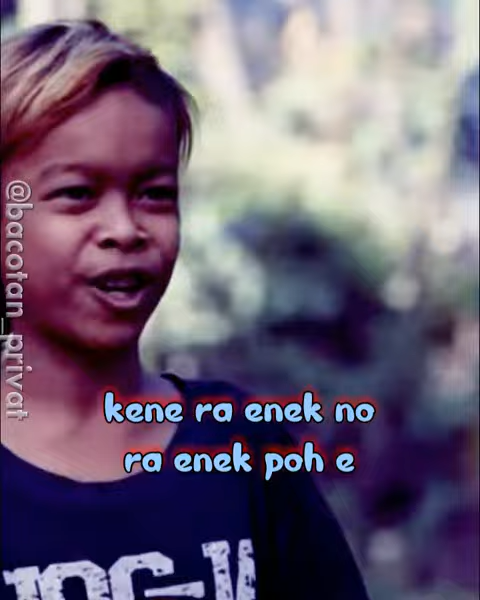 @bacotan_privat
kene ra enek no
ra enek poh e